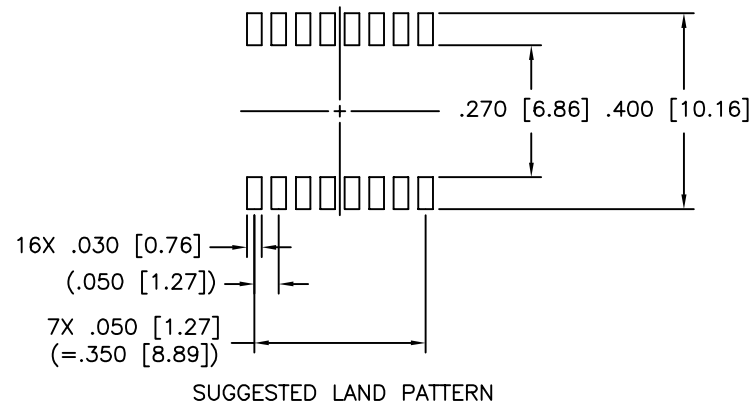 .270 [6.86] .400 [10.16]
16X .030 [0.76]
(.050 [1.27])
7X .050 [1.27]
(=.350 [8.89])
SUGGESTED LAND PATTERN